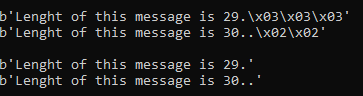 b'Lenght of this message is 29.\x03\x03\x03'
b'Lenght of this message is 30..\x02\x02'
b'Lenght of this message is 29.'
b'Lenght of this message is 30..'